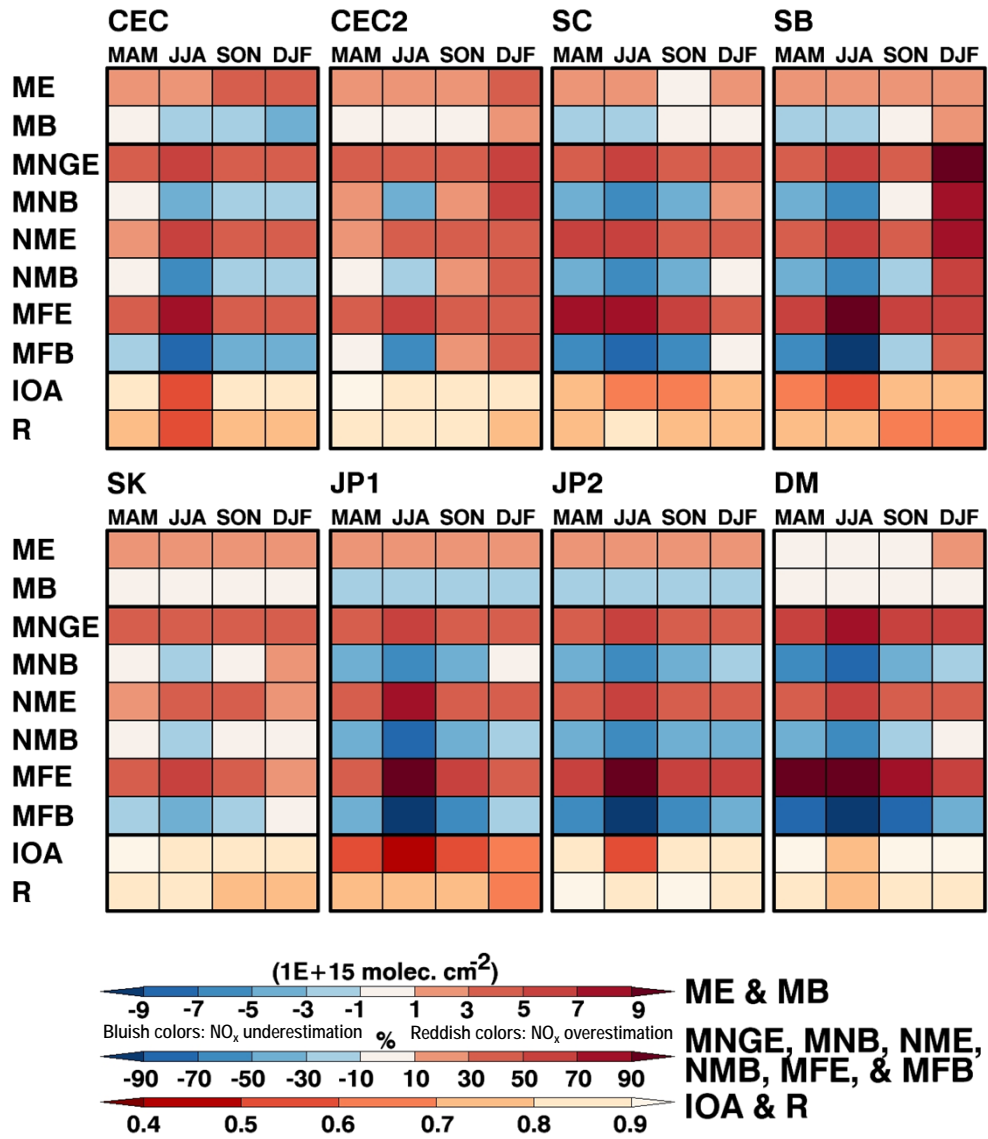 CEC CEC2 SC SB
MAM JJA SON DJF MAM JJA SON DJF MAM JJA SON DJF MAM JJA SON DJF
ME
MB
MNGE
MNB
NME
NMB
MFE
MFB
IOA
R
SK JP1 JP2 DM
MAM JJA SON DJF MAM JJA SON DJF MAM JJA SON DJF MAM JJA SON DJF
ME
MB
MNGE
MNB
NME
NMB
MFE
MFB
IOA
R
(1E+15 molec. cm⁻²)
-9 -7 -5 -3 -1 1 3 5 7 9
ME & MB
Bluish colors: NOₓ underestimation % Reddish colors: NOₓ overestimation
-90 -70 -50 -30 -10 10 30 50 70 90
MNGE, MNB, NME,
NMB, MFE, & MFB
0.4 0.5 0.6 0.7 0.8 0.9
IOA & R